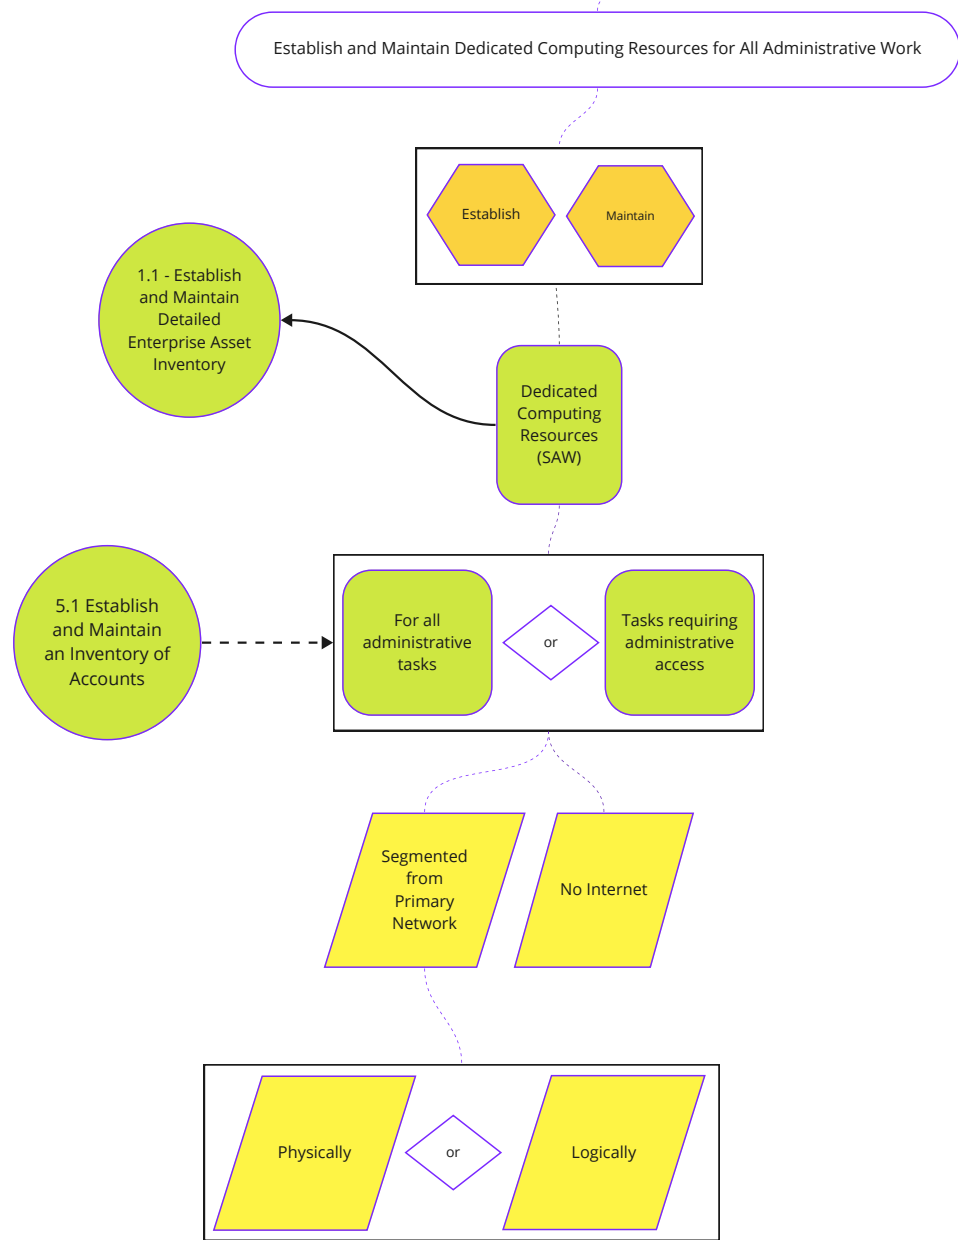 Establish and Maintain Dedicated Computing Resources for All Administrative Work
Establish
Maintain
1.1 - Establish
and Maintain
Detailed
Enterprise Asset
Inventory
Dedicated
Computing
Resources
(SAW)
5.1 Establish
and Maintain
an Inventory of
Accounts
For all
administrative
tasks
or
Tasks requiring
administrative
access
Segmented
from
Primary
Network
No Internet
Physically
or
Logically